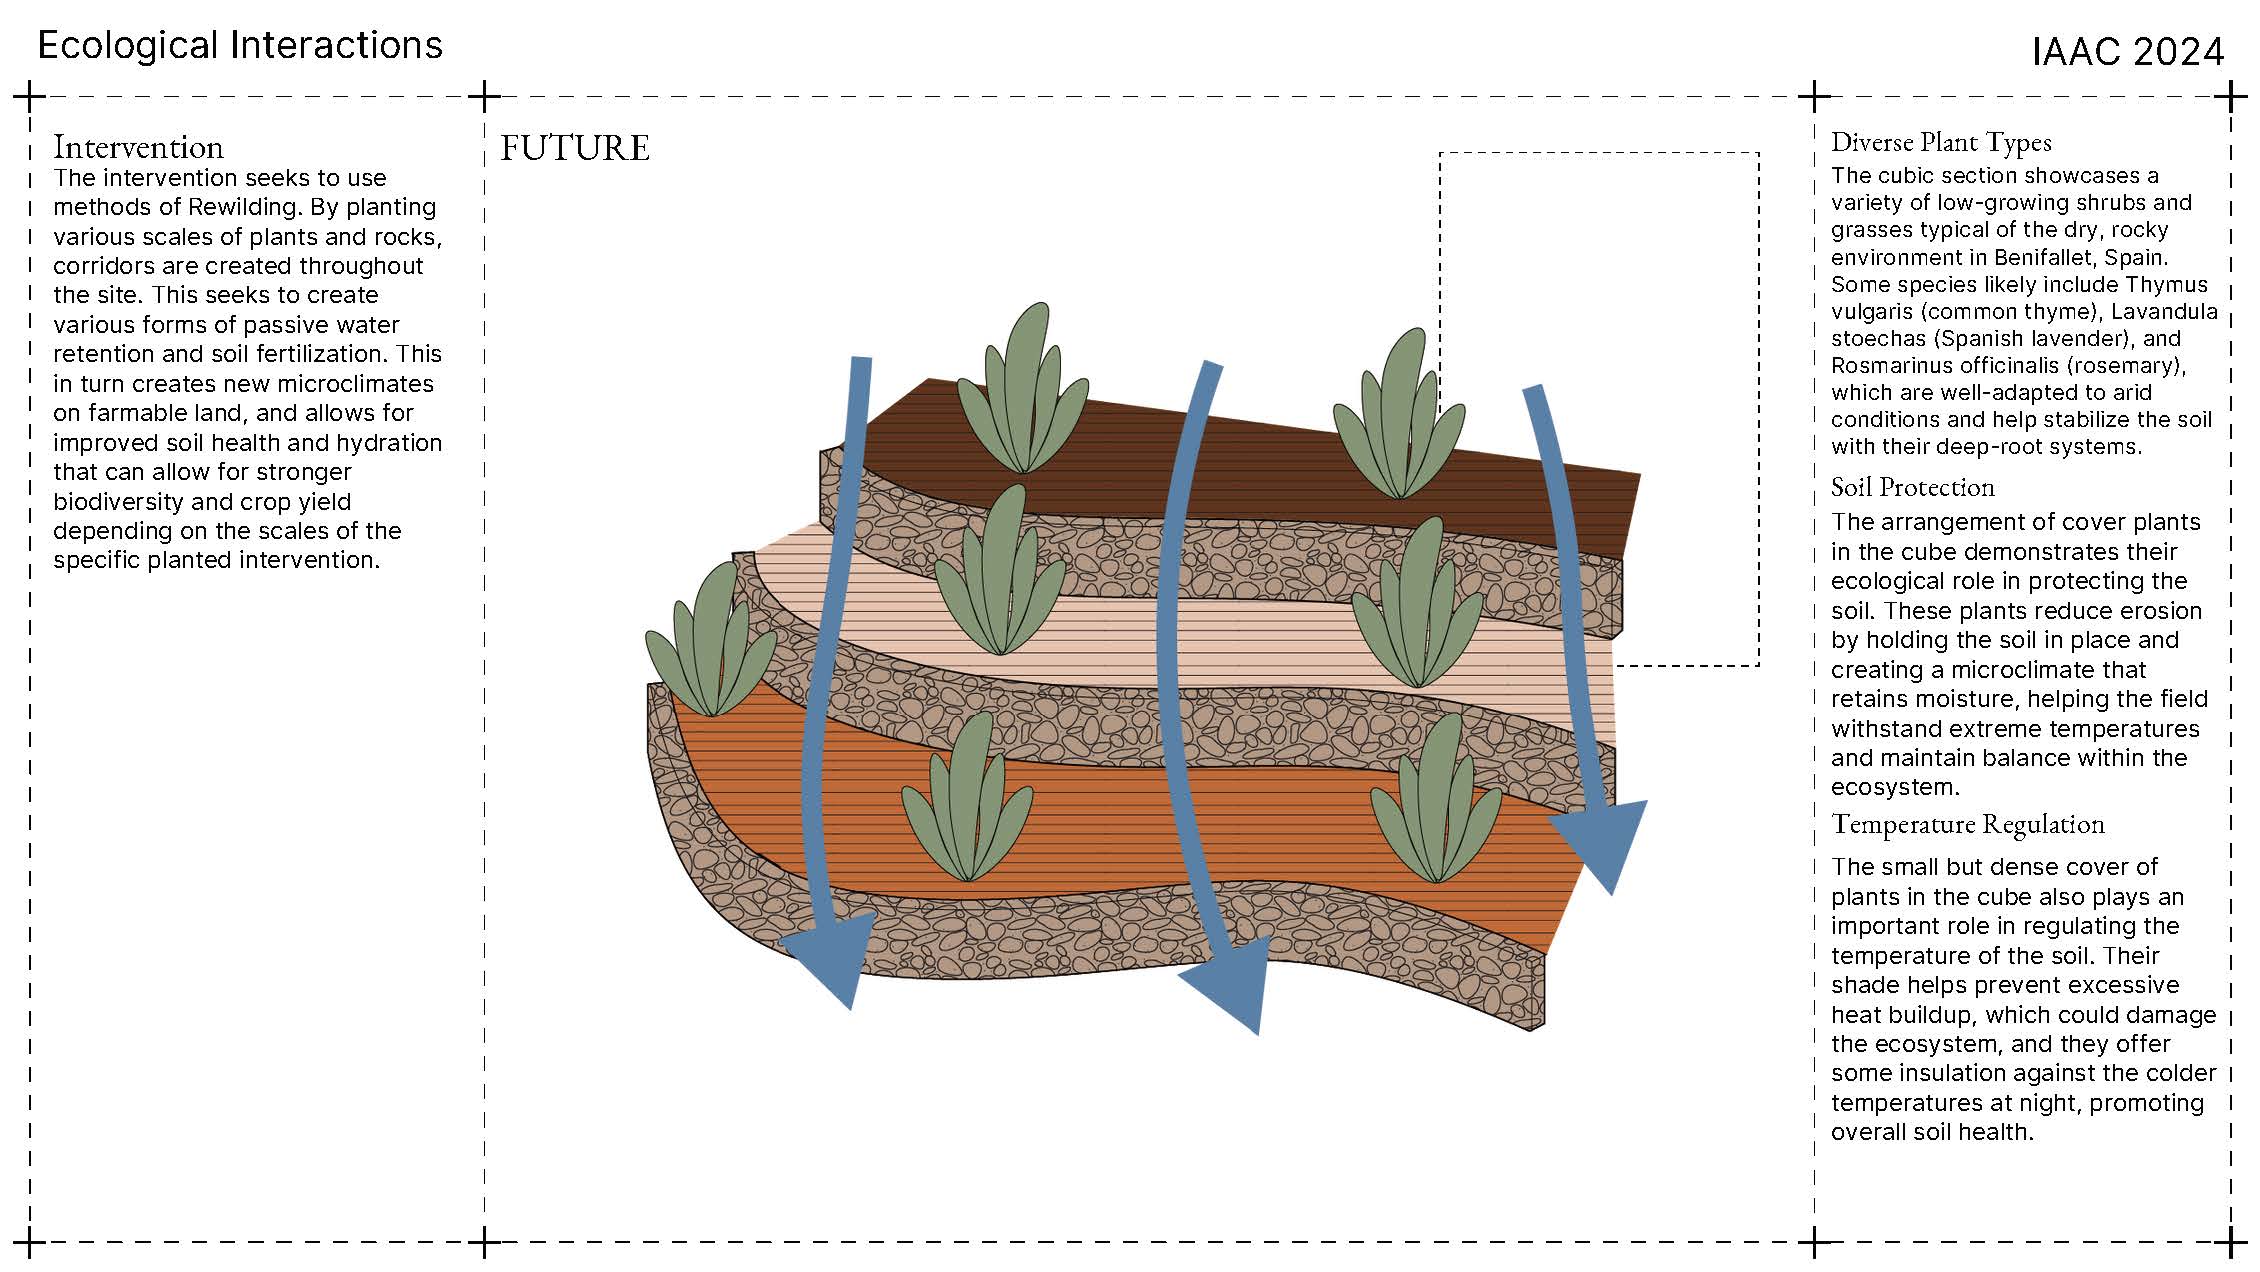 Ecological Interactions
IAAC 2024
Intervention
The intervention seeks to use
methods of Rewilding. By planting
various scales of plants and rocks,
corridors are created throughout
the site. This seeks to create
various forms of passive water
retention and soil fertilization. This
in turn creates new microclimates
on farmable land, and allows for
improved soil health and hydration
that can allow for stronger
biodiversity and crop yield
depending on the scales of the
specific planted intervention.
FUTURE
Diverse Plant Types
The cubic section showcases a
variety of low-growing shrubs and
grasses typical of the dry, rocky
environment in Benifallet, Spain.
Some species likely include Thymus
vulgaris (common thyme), Lavandula
stoechas (Spanish lavender), and
Rosmarinus officinalis (rosemary),
which are well-adapted to arid
conditions and help stabilize the soil
with their deep-root systems.
Soil Protection
The arrangement of cover plants
in the cube demonstrates their
ecological role in protecting the
soil. These plants reduce erosion
by holding the soil in place and
creating a microclimate that
retains moisture, helping the field
withstand extreme temperatures
and maintain balance within the
ecosystem.
Temperature Regulation
The small but dense cover of
plants in the cube also plays an
important role in regulating the
temperature of the soil. Their
shade helps prevent excessive
heat buildup, which could damage
the ecosystem, and they offer
some insulation against the colder
temperatures at night, promoting
overall soil health.